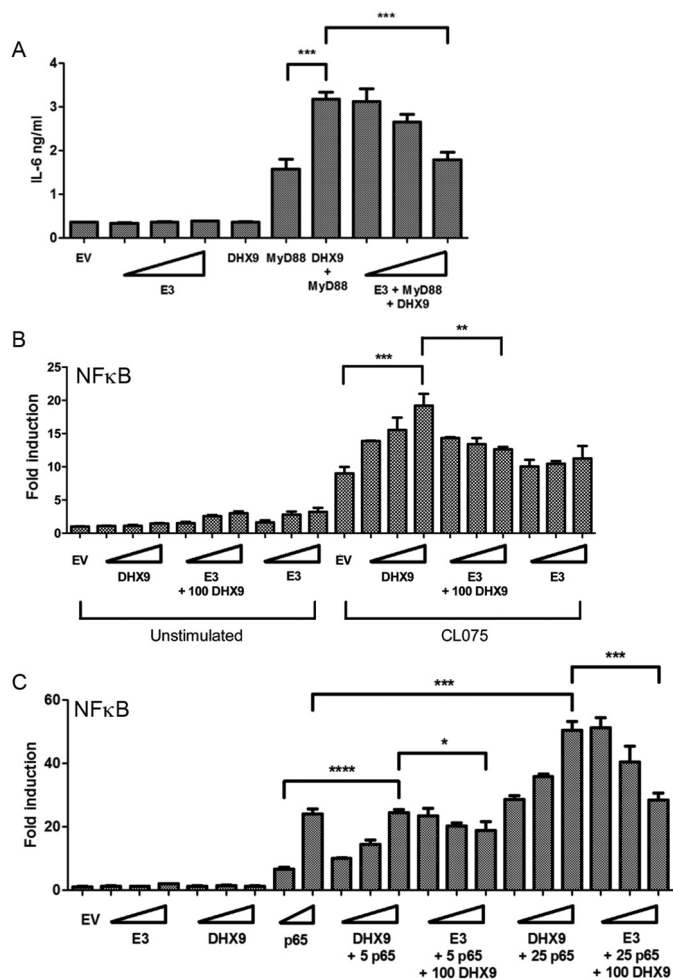 A
***
***
IL-6 ng/ml
4
3
2
1
0
EV
E3
DHX9
MyD88
DHX9
+
MyD88
E3 + MyD88
+ DHX9
B
NFκB
***
**
Fold induction
25
20
15
10
5
0
EV
DHX9
E3
+ 100 DHX9
E3
EV
DHX9
E3
+ 100 DHX9
E3
Unstimulated
CL075
C
NFκB
***
***
****
*
Fold induction
60
40
20
0
EV
E3
DHX9
p65
DHX9
+ 5 p65
E3
+ 5 p65
+ 100 DHX9
DHX9
+ 25 p65
E3
+ 25 p65
+ 100 DHX9